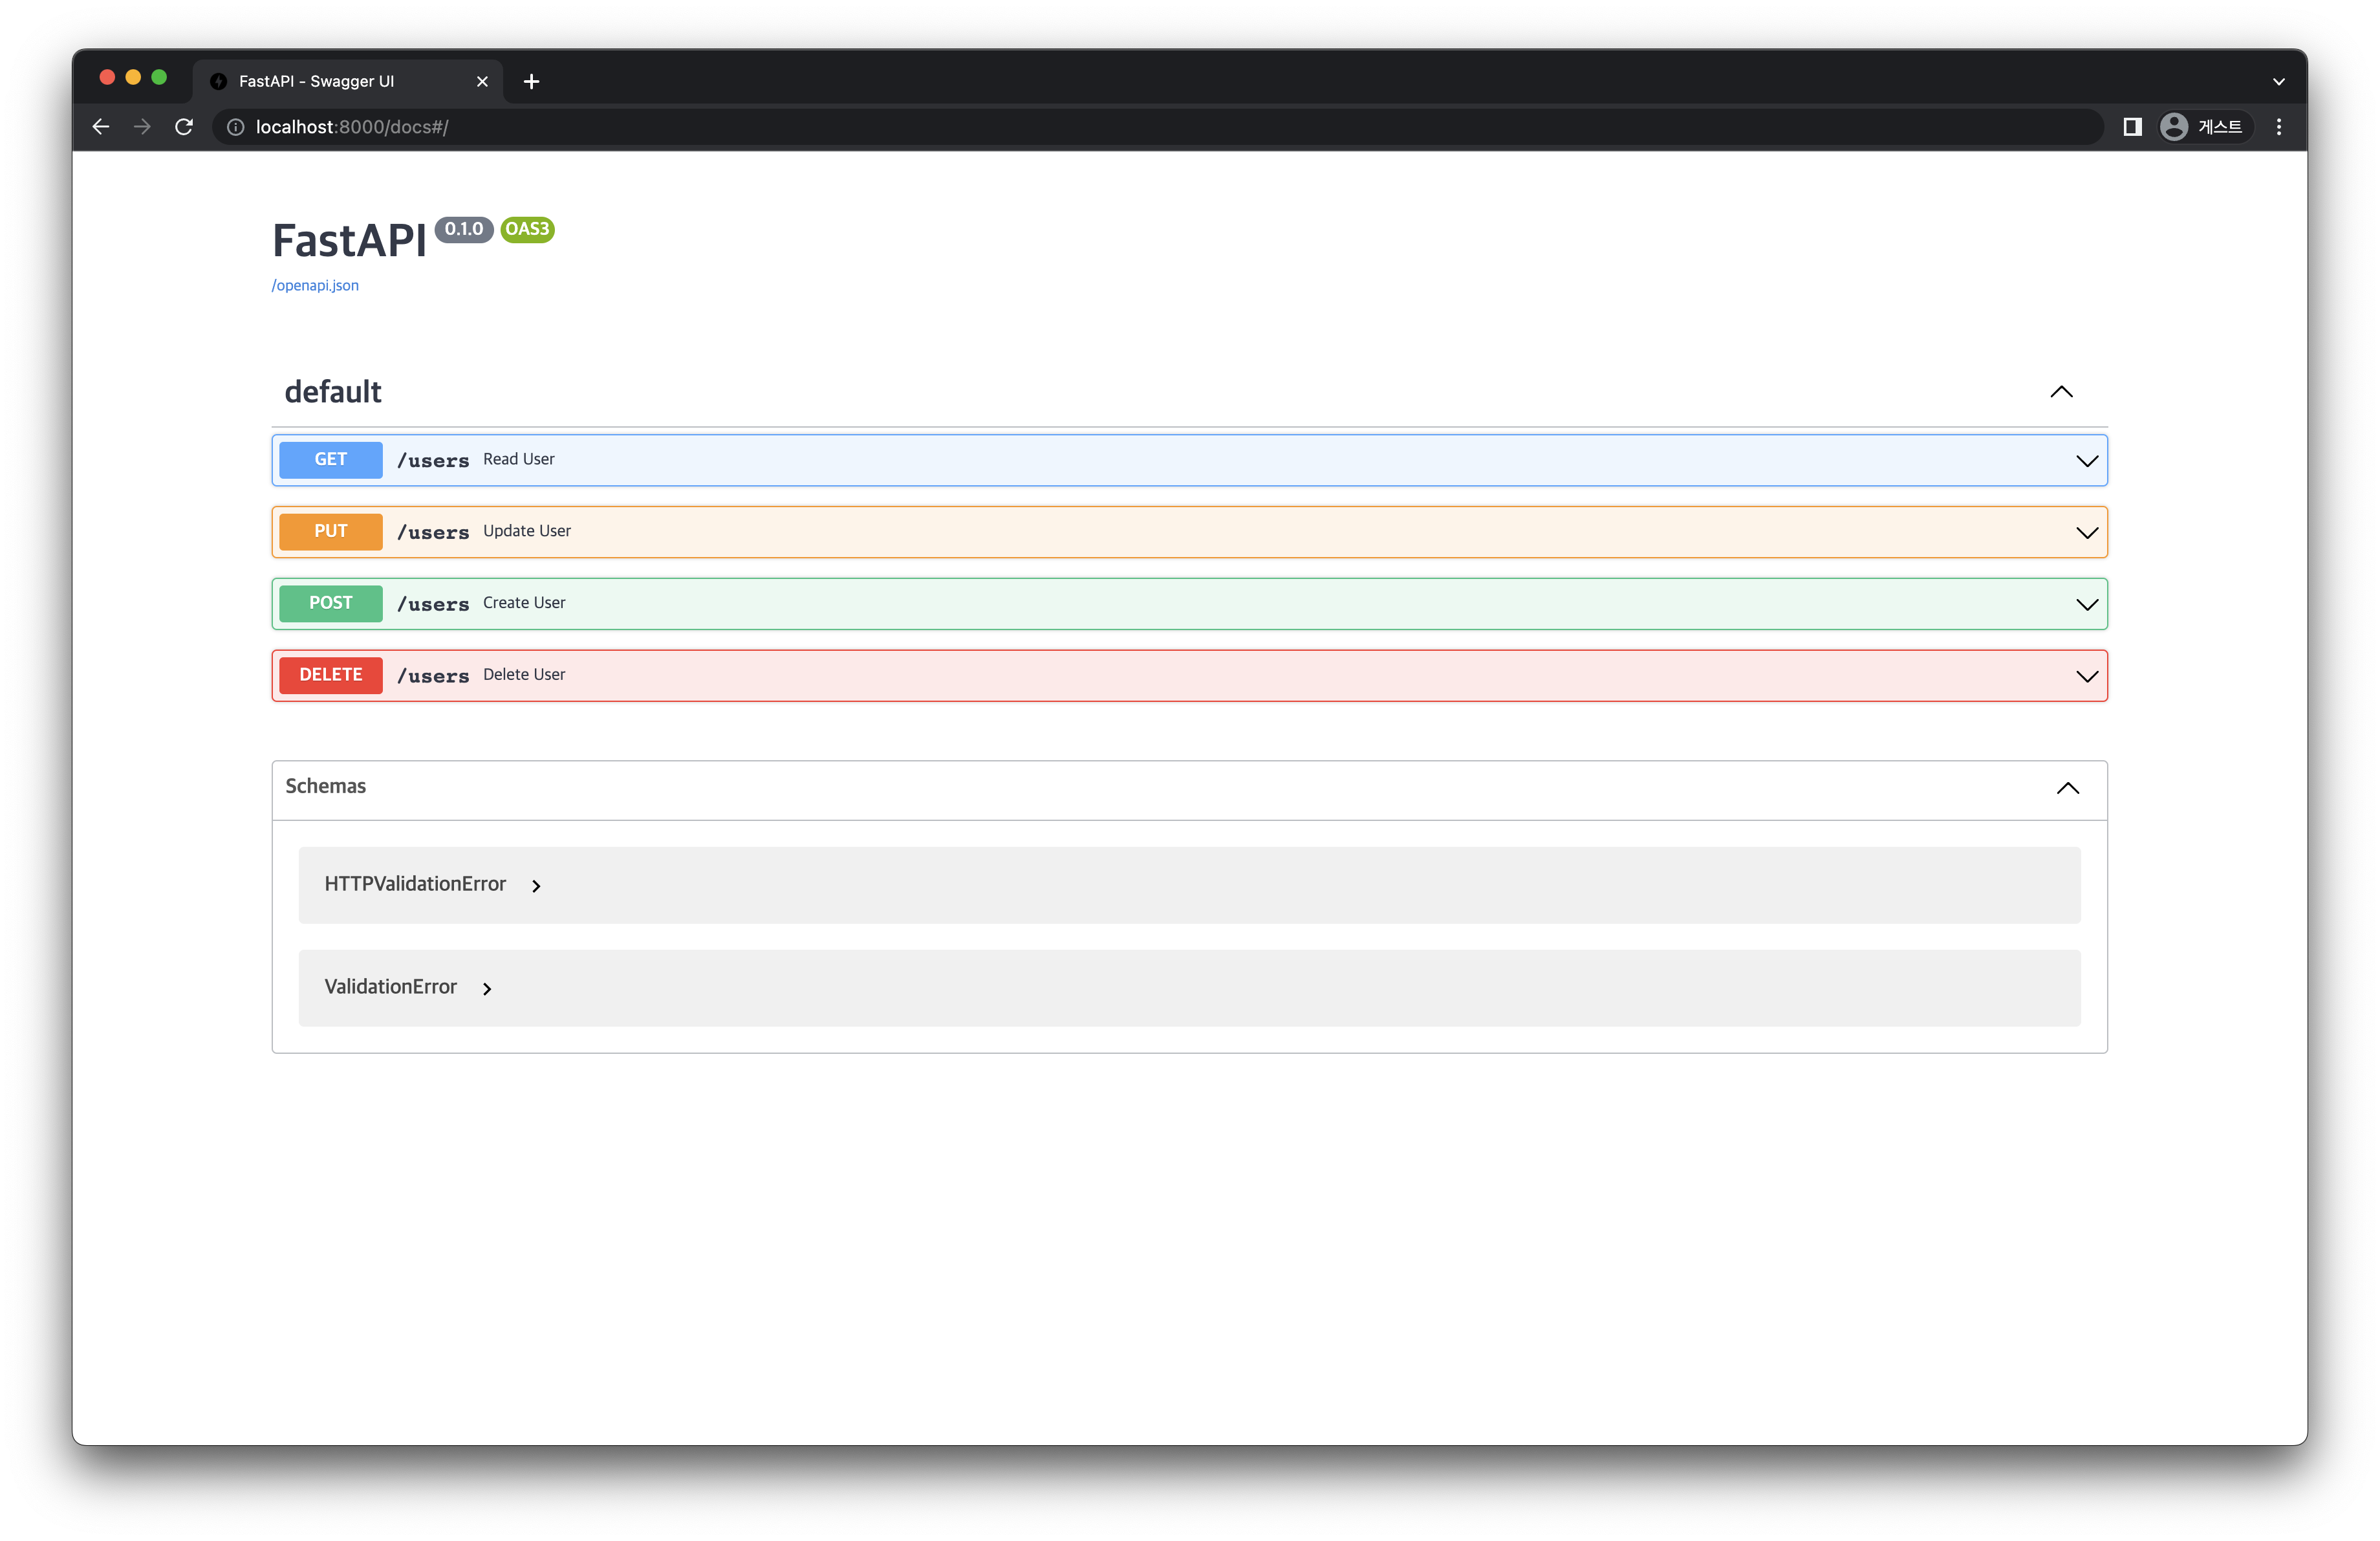 FastAPI - Swagger UI
localhost:8000/docs#/
게스트
FastAPI 0.1.0 OAS3
/openapi.json
default
GET /users Read User
PUT /users Update User
POST /users Create User
DELETE /users Delete User
Schemas
HTTPValidationError
ValidationError